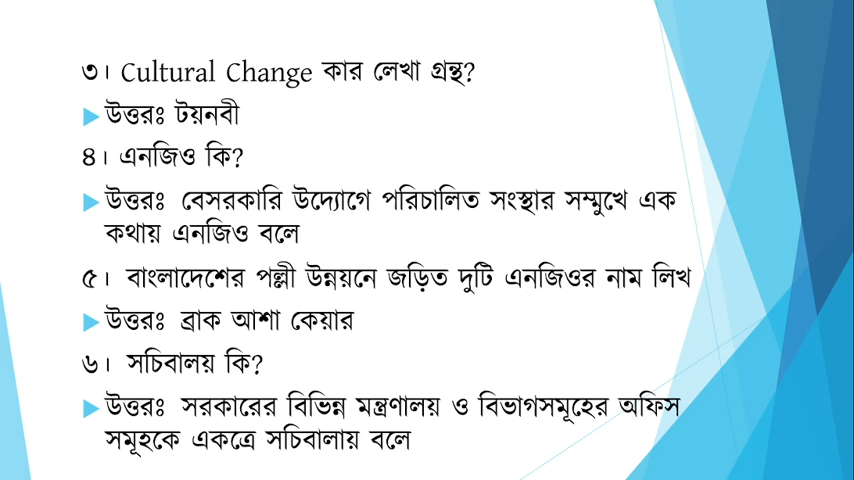 ৩। Cultural Change কার লেখা গ্রন্থ?
উত্তরঃ টয়নবী
৪। এনজিও কি?
উত্তরঃ বেসরকারি উদ্যোগে পরিচালিত সংস্থার সম্মুখে এক
কথায় এনজিও বলে
৫। বাংলাদেশের পল্লী উন্নয়নে জড়িত দুটি এনজিওর নাম লিখ
উত্তরঃ ব্রাক আশা কেয়ার
৬। সচিবালয় কি?
উত্তরঃ সরকারের বিভিন্ন মন্ত্রণালয় ও বিভাগসমূহের অফিস
সমূহকে একত্রে সচিবালায় বলে